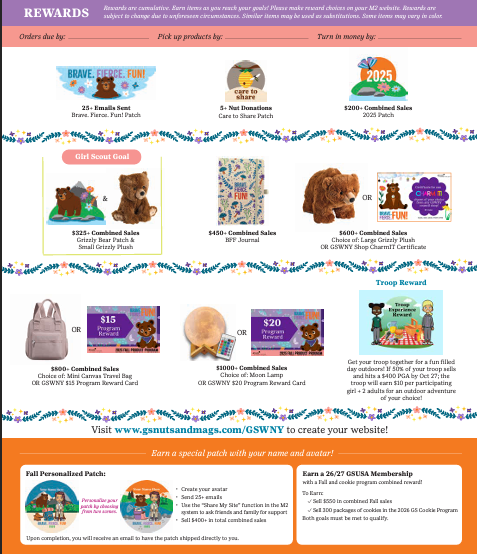 REWARDS
Rewards are cumulative. Earn items as you reach your goals! Please make reward choices on your M2 website. Rewards are
subject to change due to unforeseen circumstances. Similar items may be used as substitutions. Some items may vary in color.
Orders due by:
Pick up products by:
Turn in money by:
BRAVE. FIERCE. FUN!
25+ Emails Sent
Brave. Fierce. Fun! Patch
care to
share
5+ Nut Donations
Care to Share Patch
2025
$200+ Combined Sales
2025 Patch
Girl Scout Goal
&
$325+ Combined Sales
Grizzly Bear Patch &
Small Grizzly Plush
BRAVE
FIERCE
FUN!
$450+ Combined Sales
BFF Journal
OR
$600+ Combined Sales
Choice of: Large Grizzly Plush
OR GSWNY Shop CharmIT Certificate
OR
$15
Program
Reward
$800+ Combined Sales
Choice of: Mini Canvas Travel Bag
OR GSWNY $15 Program Reward Card
OR
$20
Program
Reward
$1000+ Combined Sales
Choice of: Moon Lamp
OR GSWNY $20 Program Reward Card
Troop Reward
Troop
Experience
Reward
Get your troop together for a fun filled
day outdoors! If 50% of your troop sells
and hits a $400 PGA by Oct 27; the
troop will earn $10 per participating
girl + 2 adults for an outdoor adventure
of your choice!
Visit www.gsnutsandmags.com/GSWNY to create your website!
Earn a special patch with your name and avatar!
Fall Personalized Patch:
Personalize your
patch by choosing
from two scenes.
• Create your avatar
• Send 25+ emails
• Use the "Share My Site" function in the M2
system to ask friends and family for support
• Sell $400+ in total combined sales
Upon completion, you will receive an email to have the patch shipped directly to you.
Earn a 26/27 GSUSA Membership
with a Fall and Cookie program combined reward!
To Earn:
✓ Sell $550 in combined Fall sales
✓ Sell 300 packages of cookies in the 2026 GS Cookie Program
Both goals must be met to qualify.